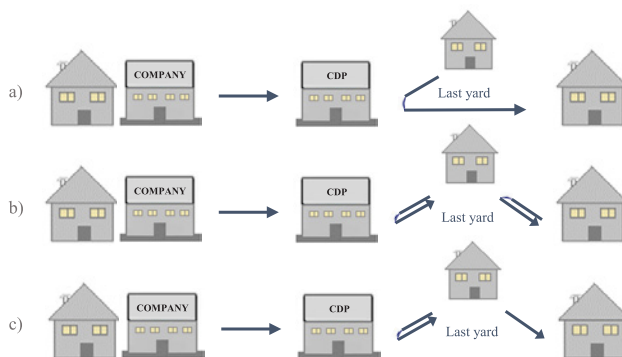 a)
COMPANY
CDP
Last yard
b)
COMPANY
CDP
Last yard
c)
COMPANY
CDP
Last yard